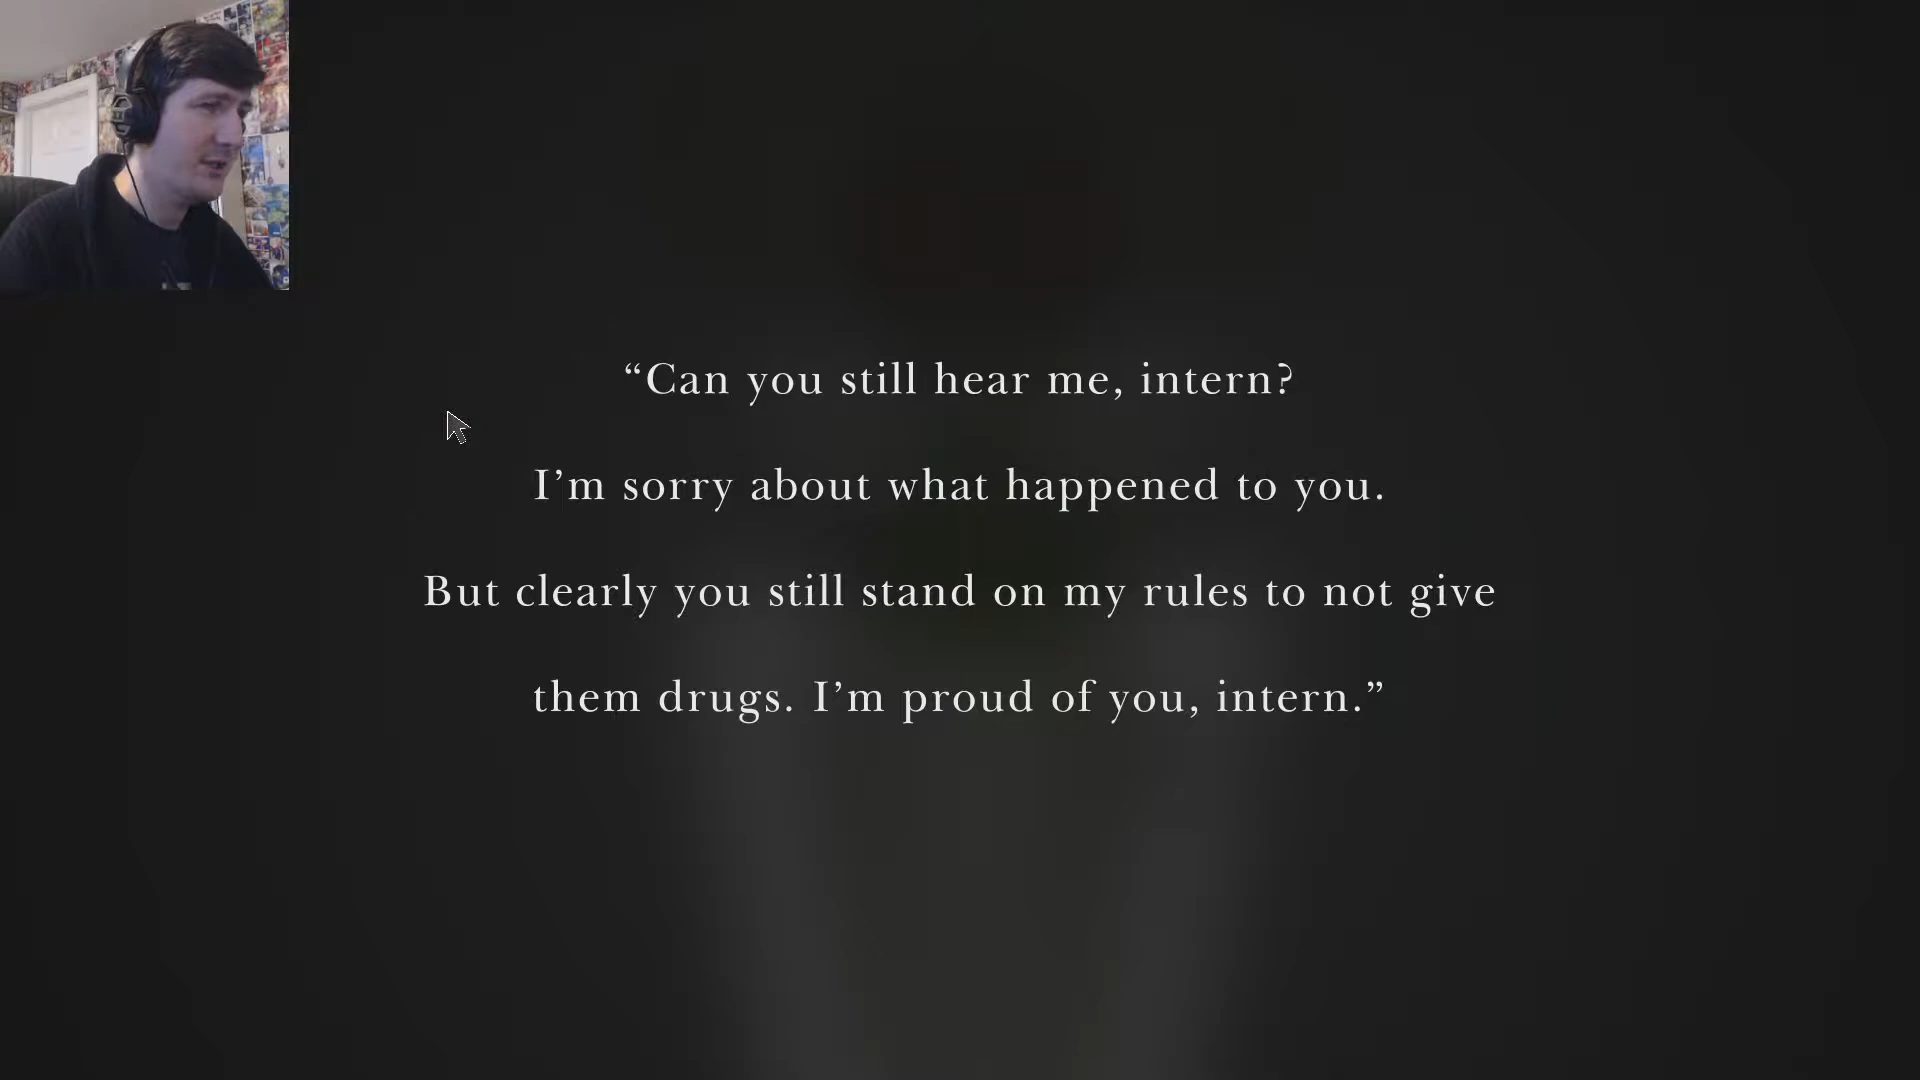 “Can you still hear me, intern?
I’m sorry about what happened to you.
But clearly you still stand on my rules to not give
them drugs. I’m proud of you, intern.”